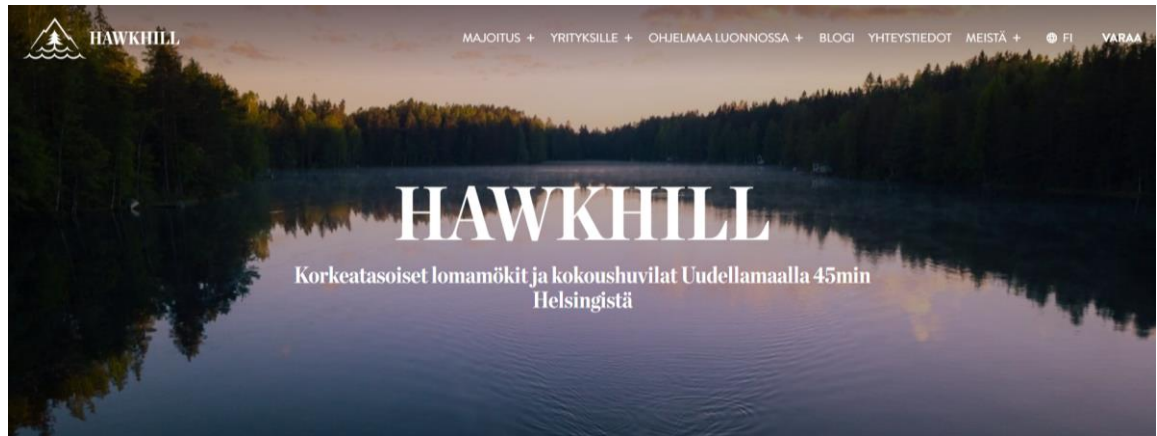 HAWKHILL
MAJOITUS + YRITYKSILLE + OHJELMAA LUONNOSSA + BLOGI YHTEYSTIEDOT MEISTÄ + FI VARAA
HAWKHILL
Korkeatasoiset lomamökit ja kokoushuvilat Uudellamaalla 45min
Helsingistä